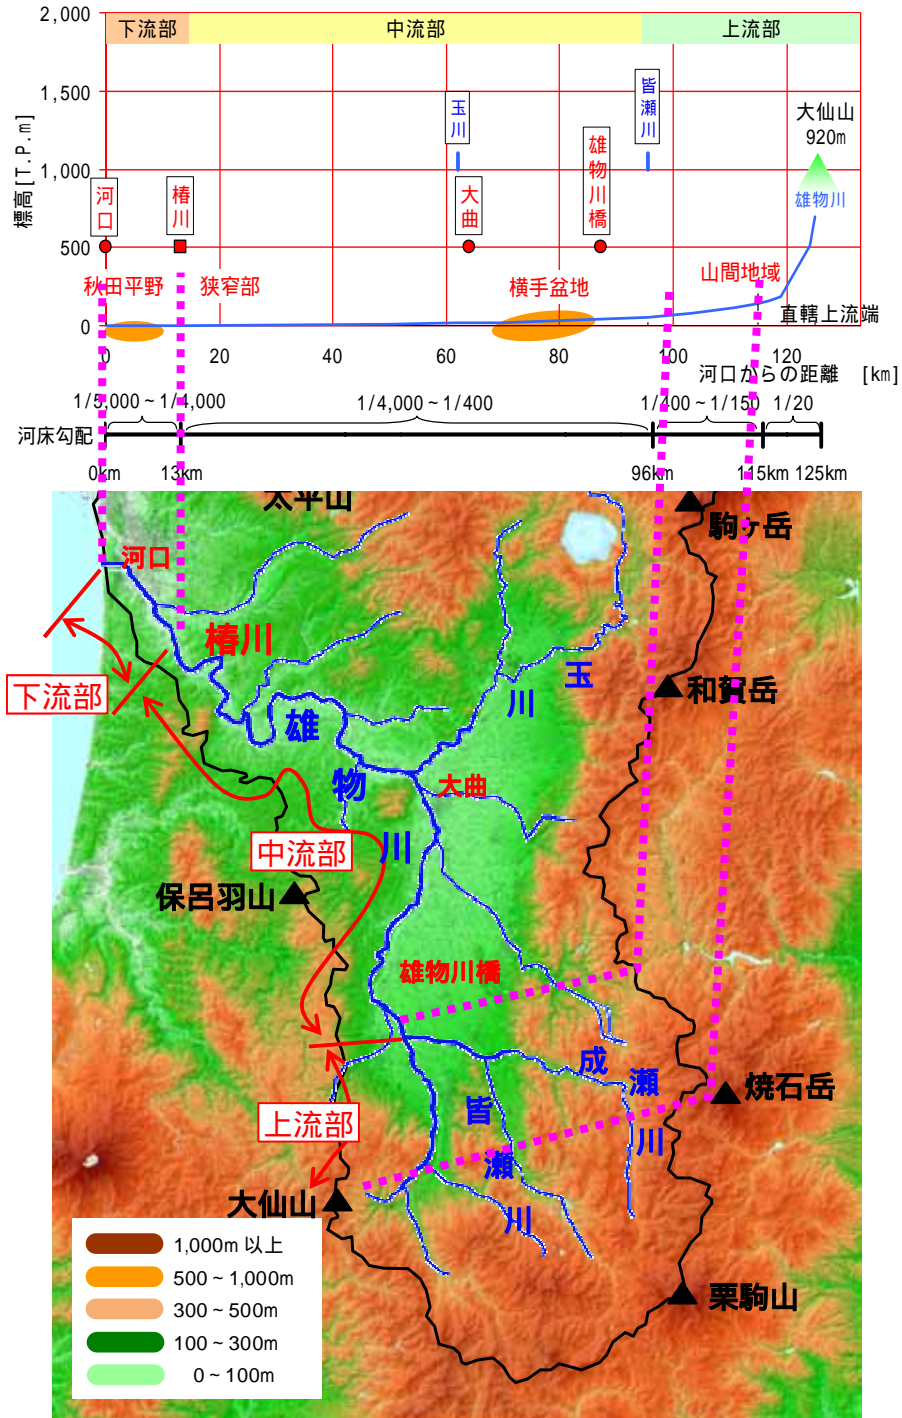 2,000
下流部 中流部 上流部
1,500
1,000
500
0
標高[T.P.m]
河口
椿川
玉川
大曲
雄物川橋
皆瀬川
大仙山
920m
雄物川
秋田平野
狭窄部
横手盆地
山間地域
直轄上流端
0 20 40 60 80 100 120
河口からの距離 [km]
1/5,000~1/4,000 1/4,000~1/400 1/400~1/150 1/20
河床勾配
0km 13km 96km 115km 125km
太平山
駒ヶ岳
河口
椿川
玉川
下流部
和賀岳
雄物川
大曲
中流部
保呂羽山
雄物川橋
成瀬川
焼石岳
皆瀬川
上流部
大仙山
栗駒山
1,000m 以上
500~1,000m
300~500m
100~300m
0~100m